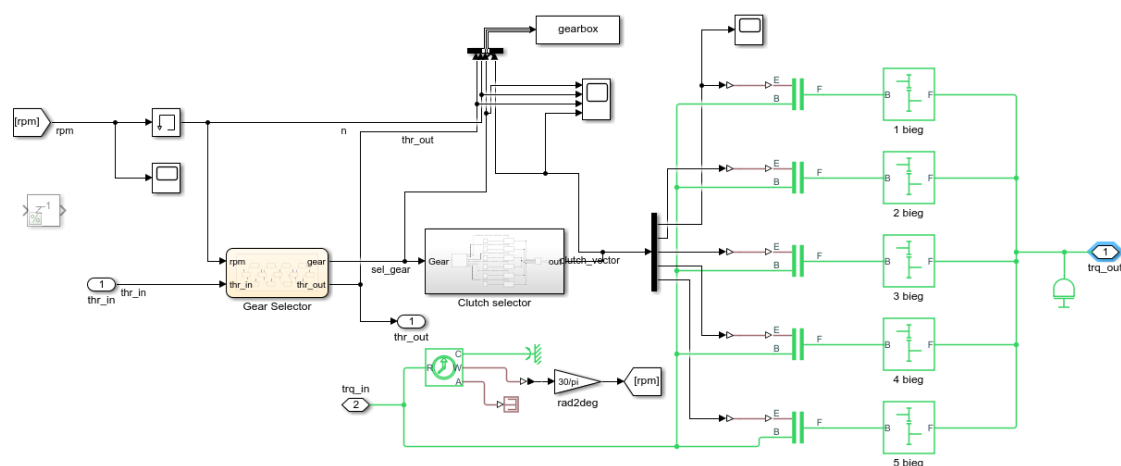 gearbox
[rpm]
rpm
n
thr_out
E
B
F
B
F
1 bieg
E
B
F
B
F
2 bieg
z-1
rpm
thr_in
gear
thr_out
Gear Selector
1
thr_in
thr_in
sel_gear
Gear
out
Clutch selector
clutch_vector
E
B
F
B
F
3 bieg
1
trq_out
1
thr_out
E
B
F
B
F
4 bieg
R
C
W
A
30/pi
rad2deg
[rpm]
trq_in
2
E
B
F
B
F
5 bieg